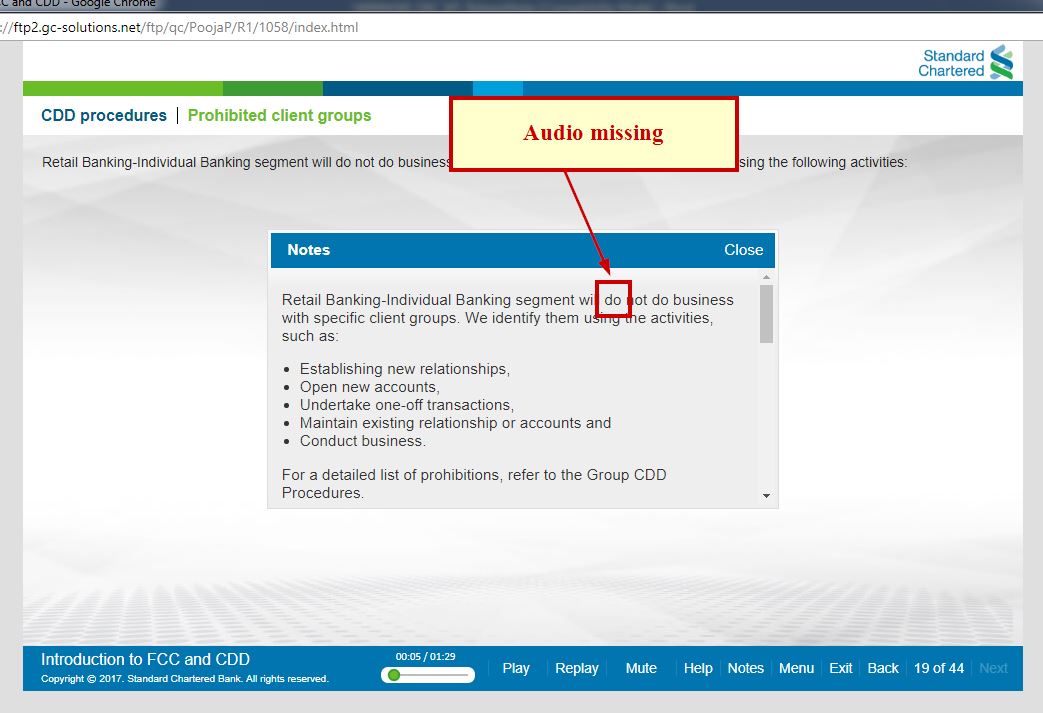 CC and CDD - Google Chrome
://ftp2.gc-solutions.net/ftp/qc/PoojaP/R1/1058/index.html
Standard
Chartered
CDD procedures | Prohibited client groups
Audio missing
Retail Banking-Individual Banking segment will do not do business sing the following activities:
Notes Close
Retail Banking-Individual Banking segment will do not do business
with specific client groups. We identify them using the activities,
such as:
• Establishing new relationships,
• Open new accounts,
• Undertake one-off transactions,
• Maintain existing relationship or accounts and
• Conduct business.
For a detailed list of prohibitions, refer to the Group CDD
Procedures.
Introduction to FCC and CDD
Copyright © 2017. Standard Chartered Bank. All rights reserved.
00:05 / 01:29
Play Replay Mute Help Notes Menu Exit Back 19 of 44 Next